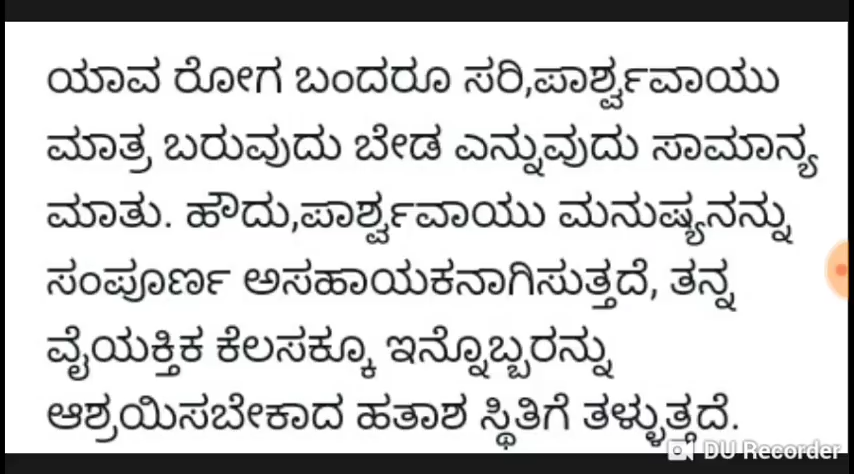 ಯಾವ ರೋಗ ಬಂದರೂ ಸರಿ,ಪಾರ್ಶ್ವವಾಯು
ಮಾತ್ರ ಬರುವುದು ಬೇಡ ಎನ್ನುವುದು ಸಾಮಾನ್ಯ
ಮಾತು. ಹೌದು,ಪಾರ್ಶ್ವವಾಯು ಮನುಷ್ಯನನ್ನು
ಸಂಪೂರ್ಣ ಅಸಹಾಯಕನಾಗಿಸುತ್ತದೆ, ತನ್ನ
ವೈಯಕ್ತಿಕ ಕೆಲಸಕ್ಕೂ ಇನ್ನೊಬ್ಬರನ್ನು
ಆಶ್ರಯಿಸಬೇಕಾದ ಹತಾಶ ಸ್ಥಿತಿಗೆ ತಳ್ಳುತ್ತದೆ.
DU Recorder